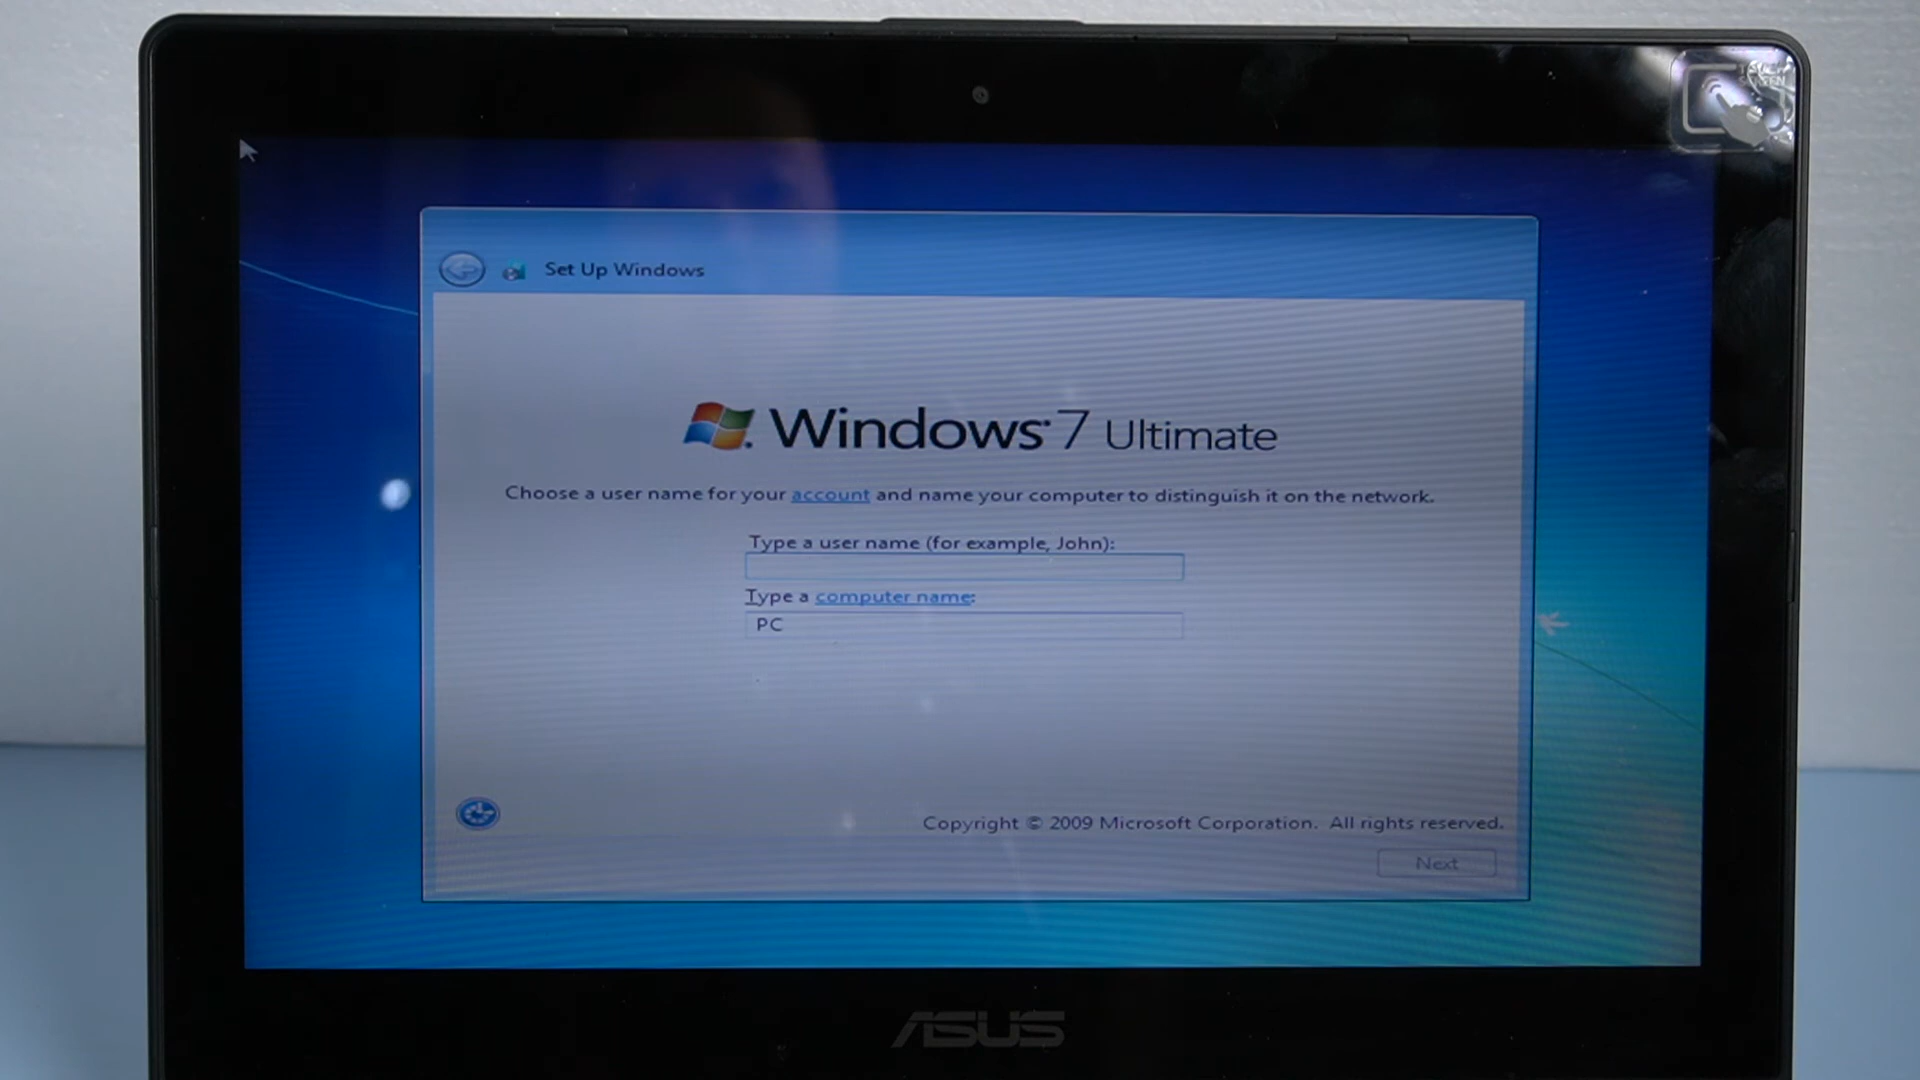 TOUCH
SCREEN
Set Up Windows
Windows 7 Ultimate
Choose a user name for your account and name your computer to distinguish it on the network.
Type a user name (for example, John):
Type a computer name:
PC
Copyright © 2009 Microsoft Corporation. All rights reserved.
Next
ASUS